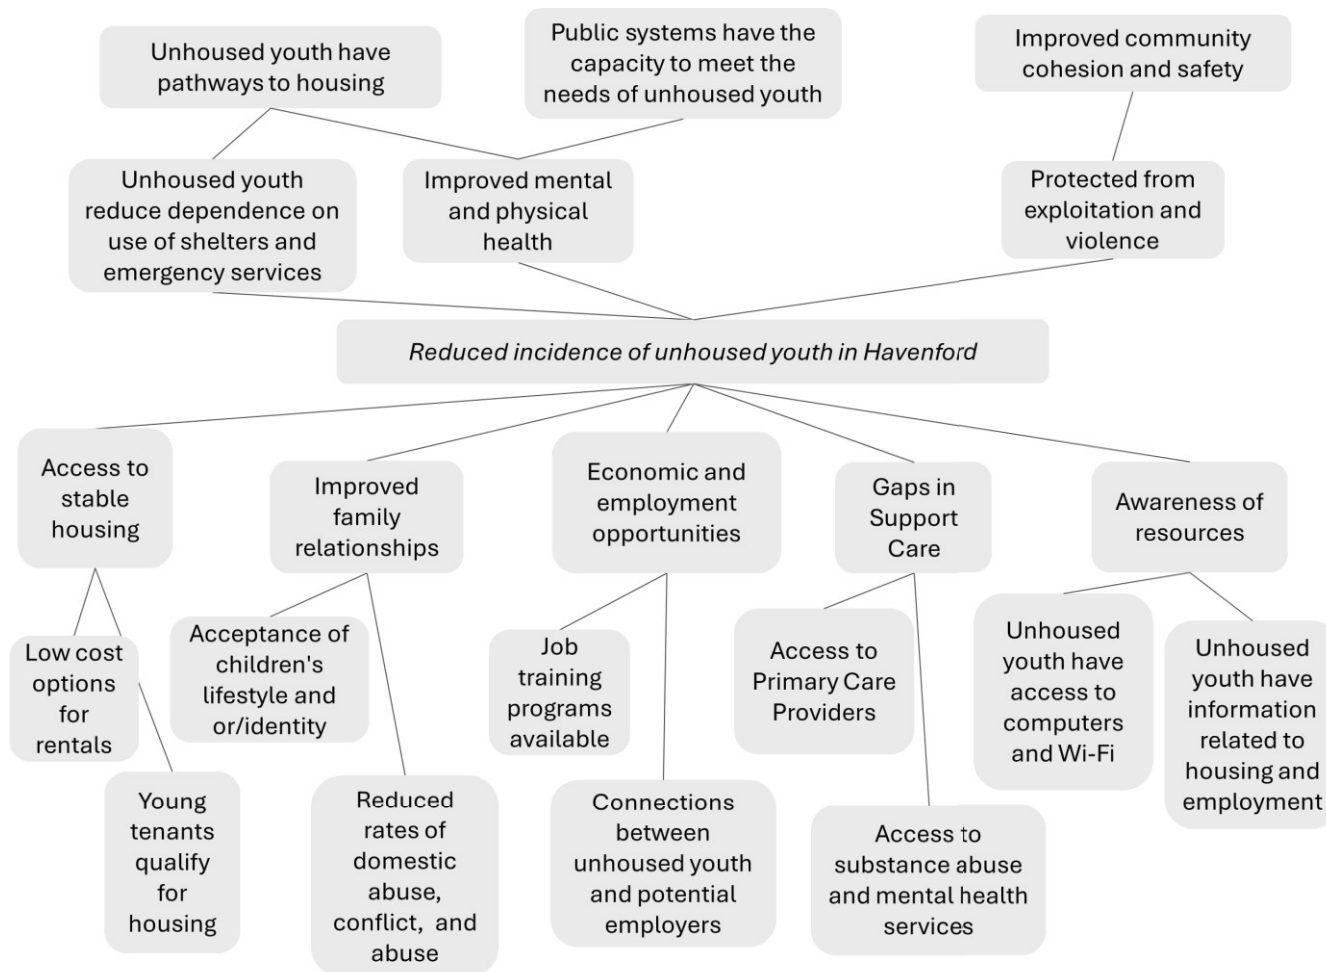 Unhoused youth have
pathways to housing
Public systems have the
capacity to meet the
needs of unhoused youth
Improved community
cohesion and safety
Unhoused youth
reduce dependence on
use of shelters and
emergency services
Improved mental
and physical
health
Protected from
exploitation and
violence
Reduced incidence of unhoused youth in Havenford
Access to
stable
housing
Improved
family
relationships
Economic and
employment
opportunities
Gaps in
Support
Care
Awareness of
resources
Low cost
options
for
rentals
Young
tenants
qualify
for
housing
Acceptance of
children's
lifestyle and
or/identity
Reduced
rates of
domestic
abuse,
conflict, and
abuse
Job
training
programs
available
Connections
between
unhoused youth
and potential
employers
Access to
Primary Care
Providers
Access to
substance abuse
and mental health
services
Unhoused
youth have
access to
computers
and Wi-Fi
Unhoused
youth have
information
related to
housing and
employment